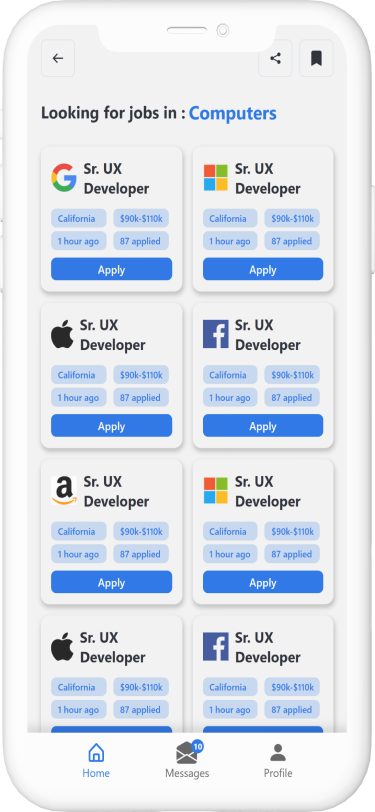 Looking for jobs in : Computers
Sr. UX
Developer
California $90k-$110k
1 hour ago 87 applied
Apply
Sr. UX
Developer
California $90k-$110k
1 hour ago 87 applied
Apply
Sr. UX
Developer
California $90k-$110k
1 hour ago 87 applied
Apply
Sr. UX
Developer
California $90k-$110k
1 hour ago 87 applied
Apply
Sr. UX
Developer
California $90k-$110k
1 hour ago 87 applied
Apply
Sr. UX
Developer
California $90k-$110k
1 hour ago 87 applied
Apply
Sr. UX
Developer
California $90k-$110k
1 hour ago 87 applied
Sr. UX
Developer
California $90k-$110k
1 hour ago 87 applied
10
Home Messages Profile